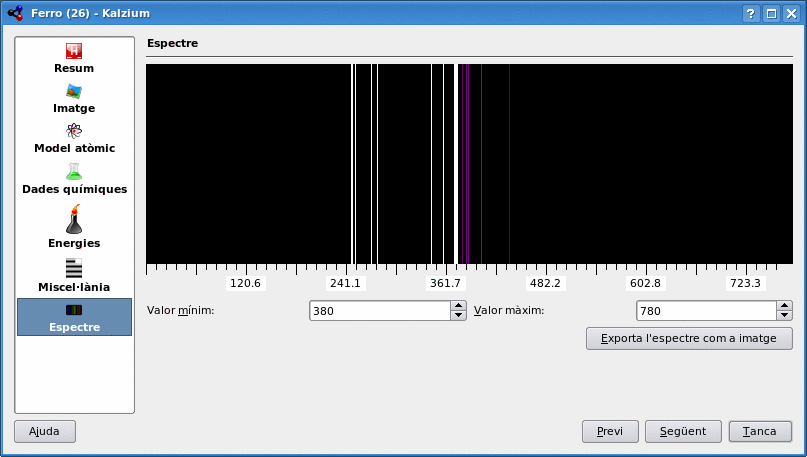 Ferro (26) - Kalzium
Resum
Imatge
Model atòmic
Dades químiques
Energies
Miscel·lània
Espectre
Espectre
120.6 241.1 361.7 482.2 602.8 723.3
Valor mínim: 380 Valor màxim: 780
Exporta l'espectre com a imatge
Ajuda Previ Següent Tanca